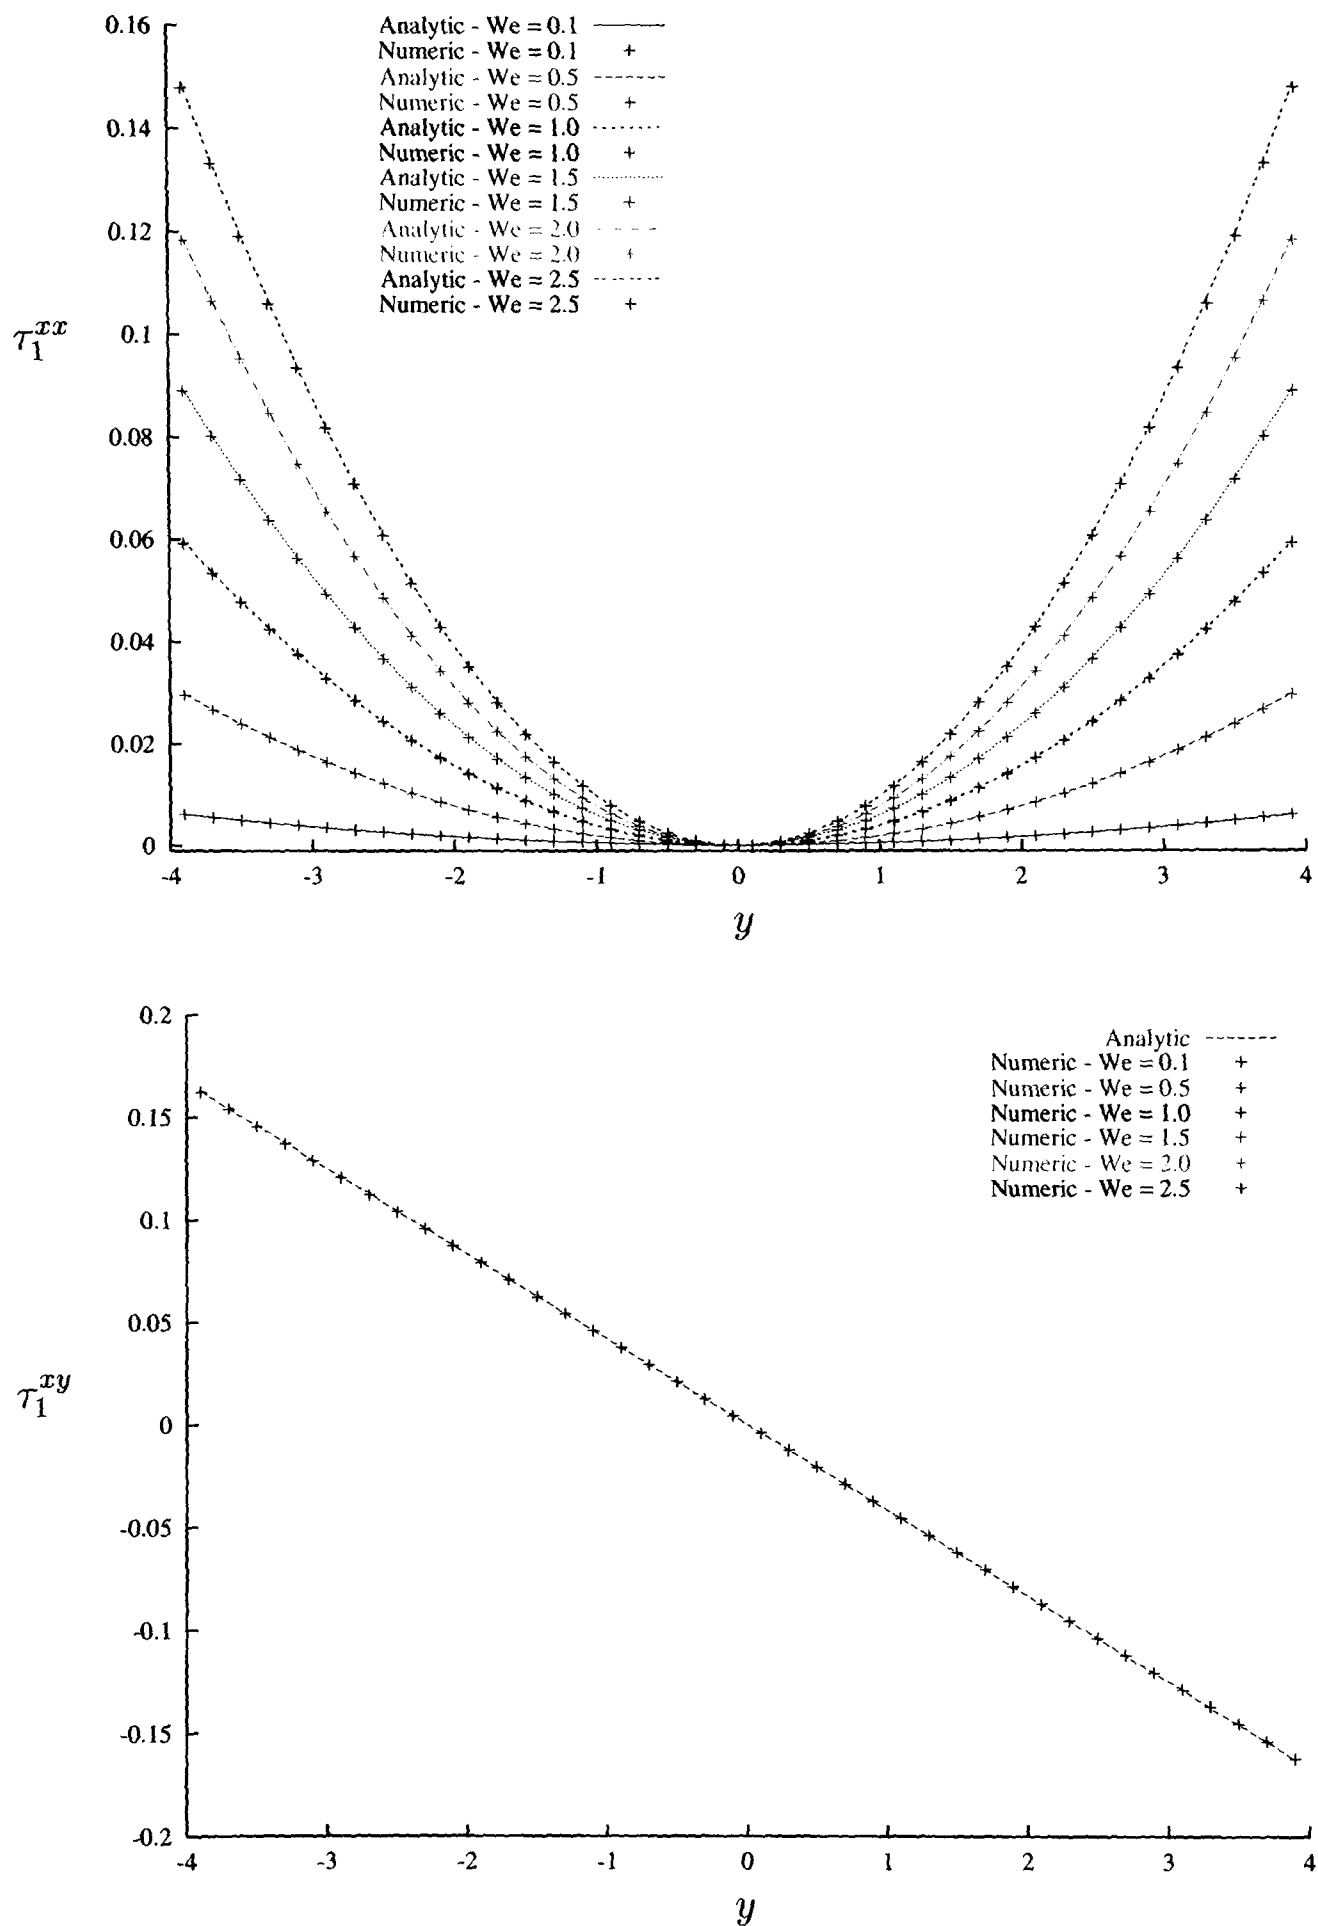 0.16
0.14
0.12
0.1
0.08
0.06
0.04
0.02
0
Analytic - We = 0.1
Numeric - We = 0.1
Analytic - We = 0.5
Numeric - We = 0.5
Analytic - We = 1.0
Numeric - We = 1.0
Analytic - We = 1.5
Numeric - We = 1.5
Analytic - We = 2.0
Numeric - We = 2.0
Analytic - We = 2.5
Numeric - We = 2.5
τ₁ˣˣ
-4 -3 -2 -1 0 1 2 3 4
y
0.2
0.15
0.1
0.05
0
-0.05
-0.1
-0.15
-0.2
Analytic
Numeric - We = 0.1
Numeric - We = 0.5
Numeric - We = 1.0
Numeric - We = 1.5
Numeric - We = 2.0
Numeric - We = 2.5
τ₁ˣʸ
-4 -3 -2 -1 0 1 2 3 4
y